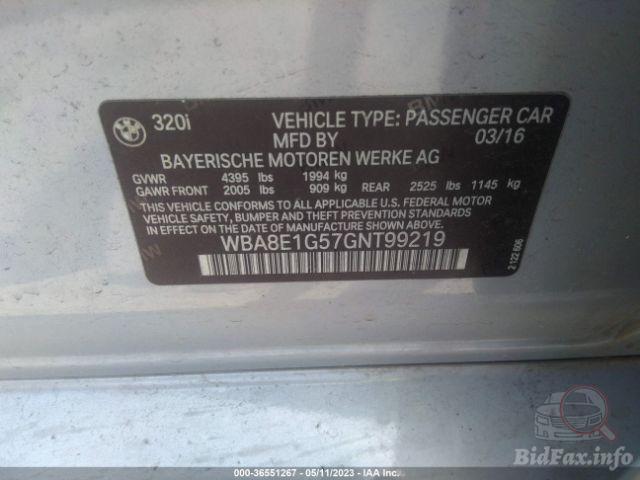 320i
VEHICLE TYPE: PASSENGER CAR
MFD BY 03/16
BAYERISCHE MOTOREN WERKE AG
GVWR 4395 lbs 1994 kg
GAWR FRONT 2005 lbs 909 kg REAR 2525 lbs 1145 kg
THIS VEHICLE CONFORMS TO ALL APPLICABLE U.S. FEDERAL MOTOR
VEHICLE SAFETY, BUMPER AND THEFT PREVENTION STANDARDS
IN EFFECT ON THE DATE OF MANUFACTURE SHOWN ABOVE.
WBA8E1G57GNT99219
2 122 606
000-36551267 - 05/11/2023 - IAA Inc.
BidFax.info